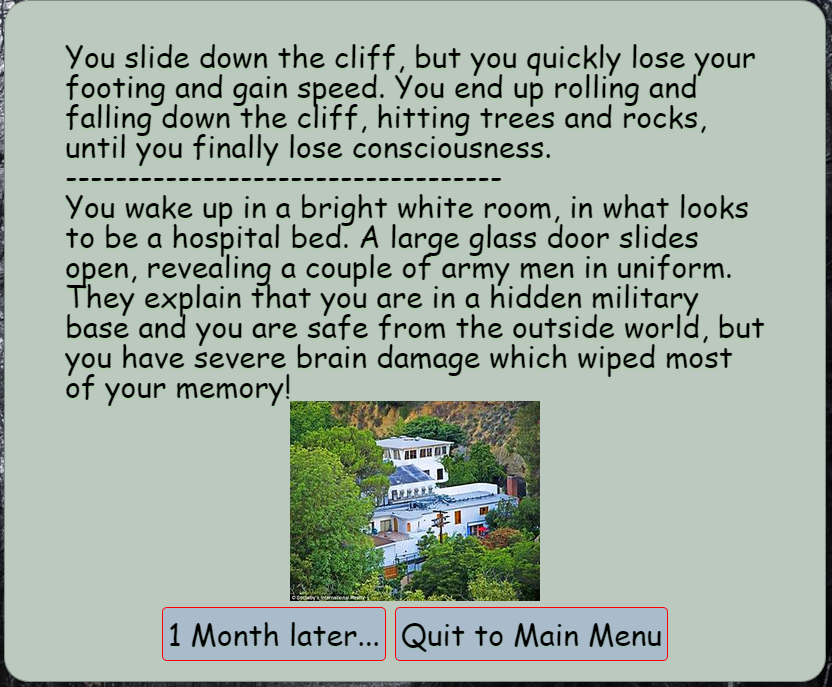 You slide down the cliff, but you quickly lose your
footing and gain speed. You end up rolling and
falling down the cliff, hitting trees and rocks,
until you finally lose consciousness.
-----------------------------------
You wake up in a bright white room, in what looks
to be a hospital bed. A large glass door slides
open, revealing a couple of army men in uniform.
They explain that you are in a hidden military
base and you are safe from the outside world, but
you have severe brain damage which wiped most
of your memory!
© Sotheby's International Realty
1 Month later...
Quit to Main Menu